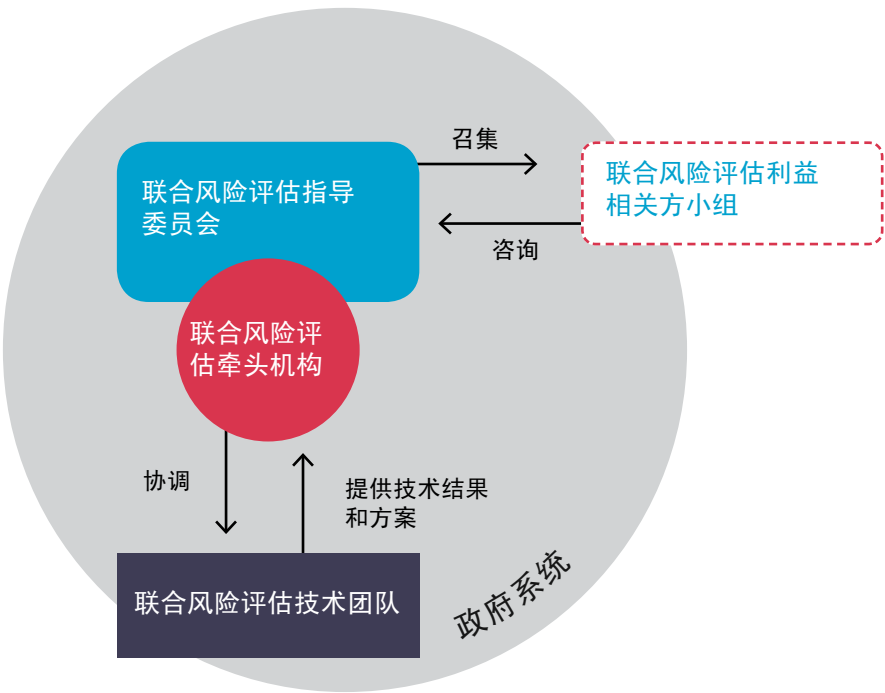 召集
联合风险评估指导
委员会
联合风险评估利益
相关方小组
咨询
联合风险评
估牵头机构
协调
提供技术结果
和方案
联合风险评估技术团队
政府系统